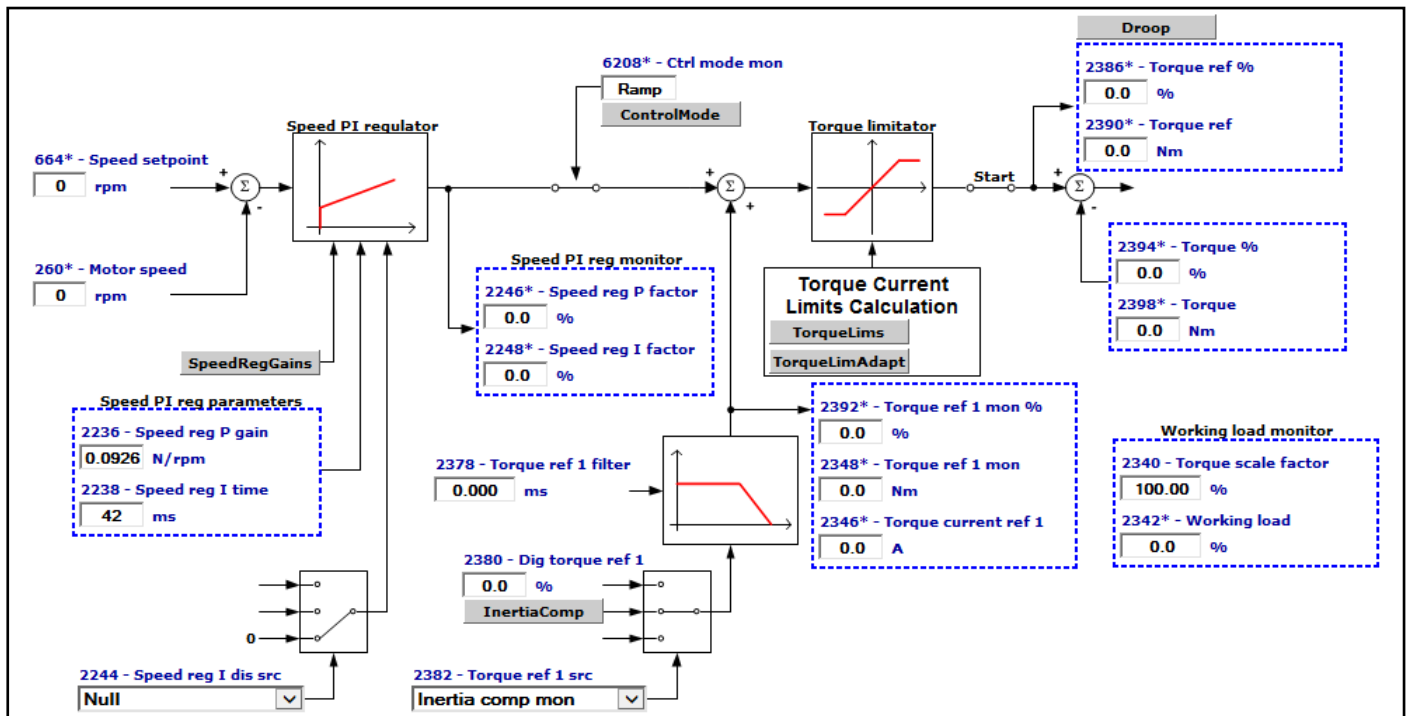 Droop
6208* - Ctrl mode mon
Ramp
ControlMode
2386* - Torque ref %
0.0 %
2390* - Torque ref
0.0 Nm
Speed PI regulator
Torque limitator
664* - Speed setpoint
0 rpm
+
Σ
-
+
Σ
+
Start
+
Σ
-
260* - Motor speed
0 rpm
Speed PI reg monitor
2246* - Speed reg P factor
0.0 %
2248* - Speed reg I factor
0.0 %
Torque Current
Limits Calculation
TorqueLims
TorqueLimAdapt
2394* - Torque %
0.0 %
2398* - Torque
0.0 Nm
SpeedRegGains
Speed PI reg parameters
2236 - Speed reg P gain
0.0926 N/rpm
2238 - Speed reg I time
42 ms
2378 - Torque ref 1 filter
0.000 ms
2392* - Torque ref 1 mon %
0.0 %
2348* - Torque ref 1 mon
0.0 Nm
2346* - Torque current ref 1
0.0 A
Working load monitor
2340 - Torque scale factor
100.00 %
2342* - Working load
0.0 %
2380 - Dig torque ref 1
0.0 %
InertiaComp
0
2244 - Speed reg I dis src
Null
2382 - Torque ref 1 src
Inertia comp mon